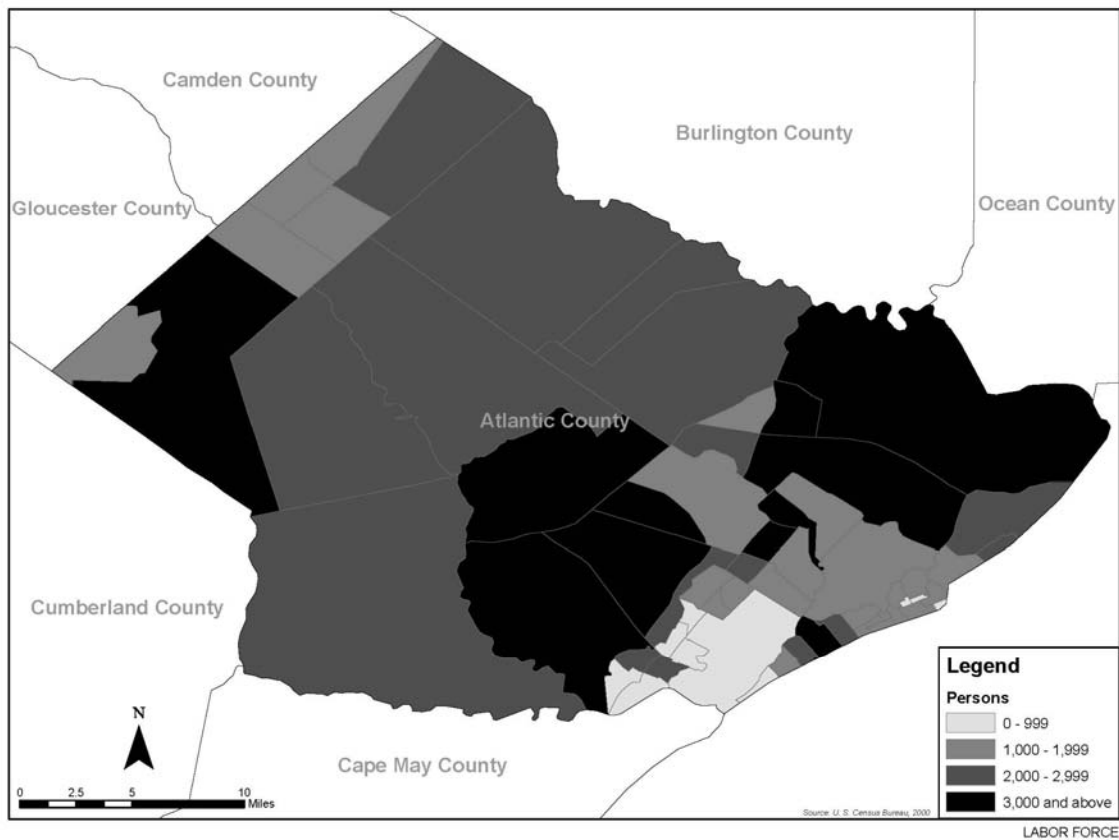 Camden County
Burlington County
Gloucester County
Ocean County
Atlantic County
Cumberland County
Cape May County
N
0 2.5 5 10
Miles
Legend
Persons
0 - 999
1,000 - 1,999
2,000 - 2,999
3,000 and above
Source: U. S. Census Bureau, 2000
LABOR FORCE